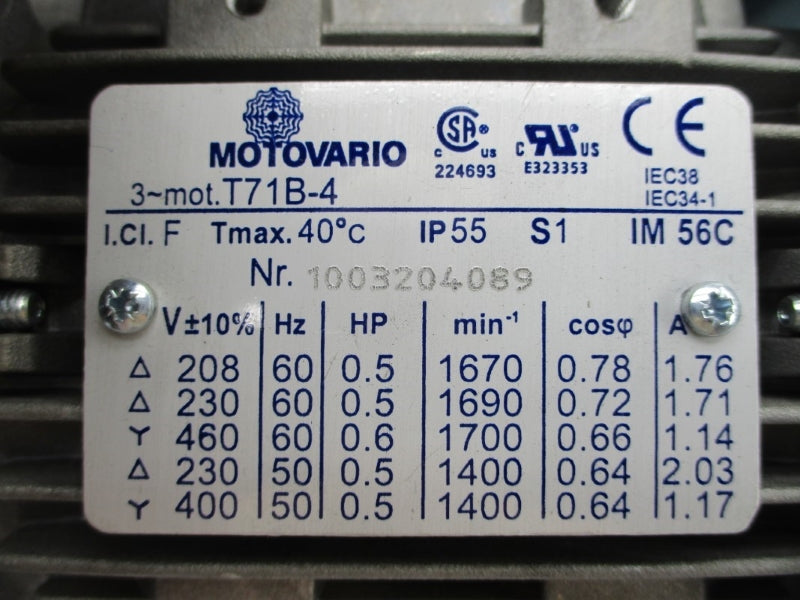 MOTOVARIO
3~mot.T71B-4
CSA® c us
224693
c RU us
E323353
CE
IEC38
IEC34-1
I.Cl. F Tmax. 40°C IP55 S1 IM 56C
Nr. 1003204089
V±10% Hz HP min⁻¹ cosφ A
Δ 208 60 0.5 1670 0.78 1.76
Δ 230 60 0.5 1690 0.72 1.71
Y 460 60 0.6 1700 0.66 1.14
Δ 230 50 0.5 1400 0.64 2.03
Y 400 50 0.5 1400 0.64 1.17